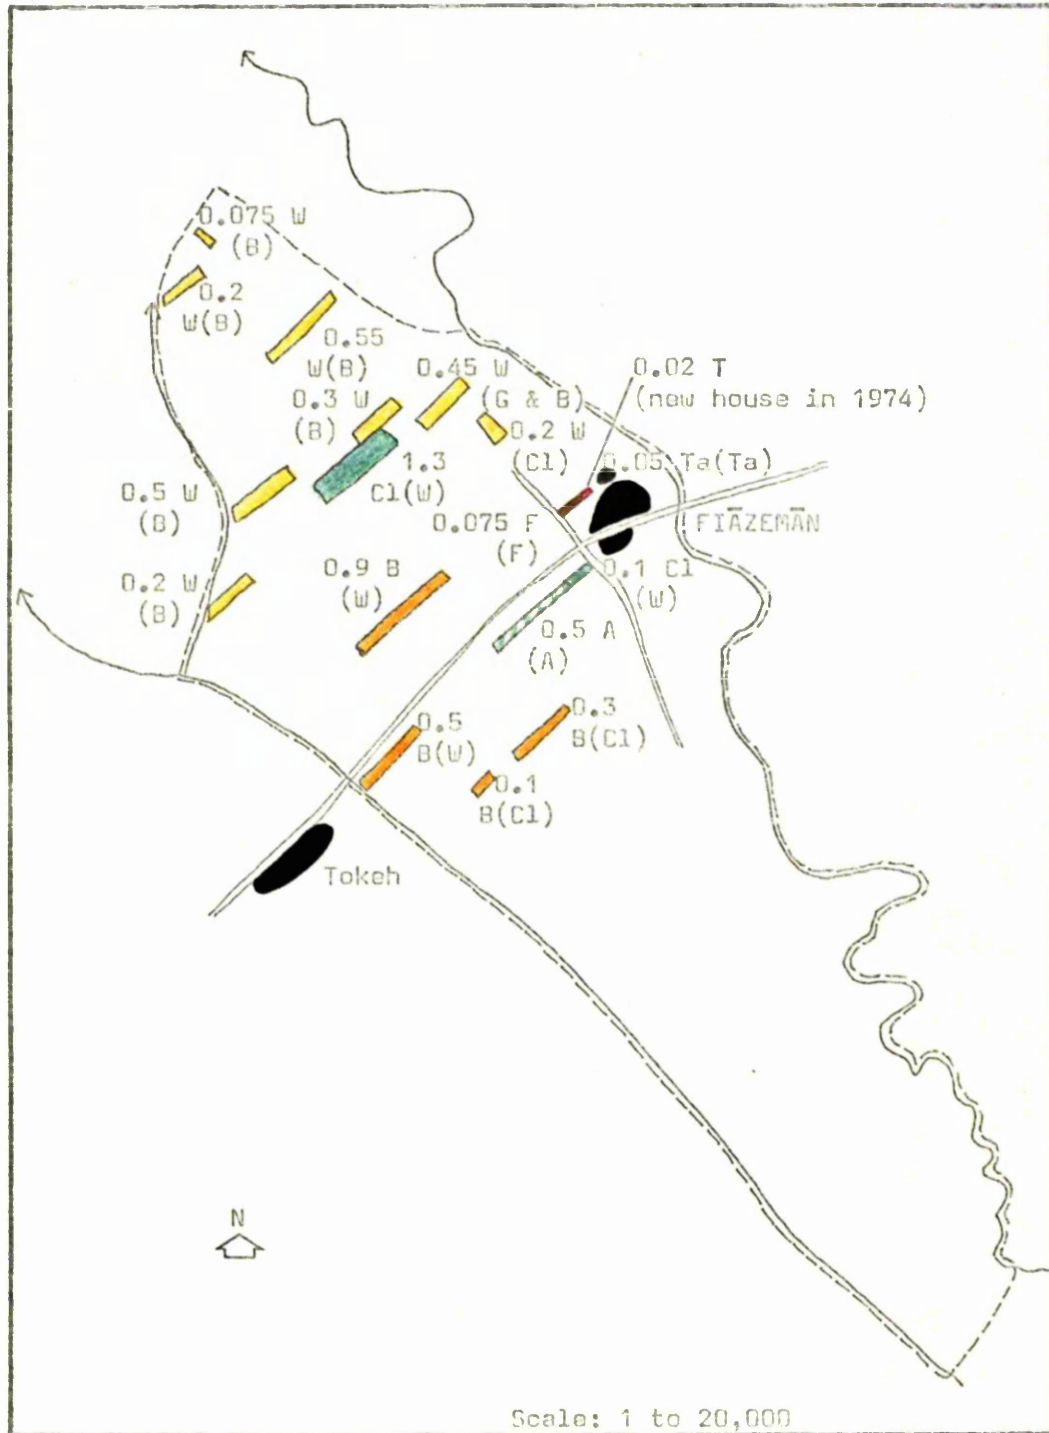 0.075 W
(B)
0.2
W(B)
0.55
W(B)
0.45 W
(G & B)
0.02 T
(new house in 1974)
0.3 W
(B)
0.2 W
(Cl)
0.05 Ta(Ta)
1.3
Cl(W)
0.5 W
(B)
0.075 F
(F)
FIĀZEMĀN
0.2 W
(B)
0.9 B
(W)
0.1 Cl
(W)
0.5 A
(A)
0.5
B(W)
0.3
B(Cl)
0.1
B(Cl)
Tokeh
N
Scale: 1 to 20,000